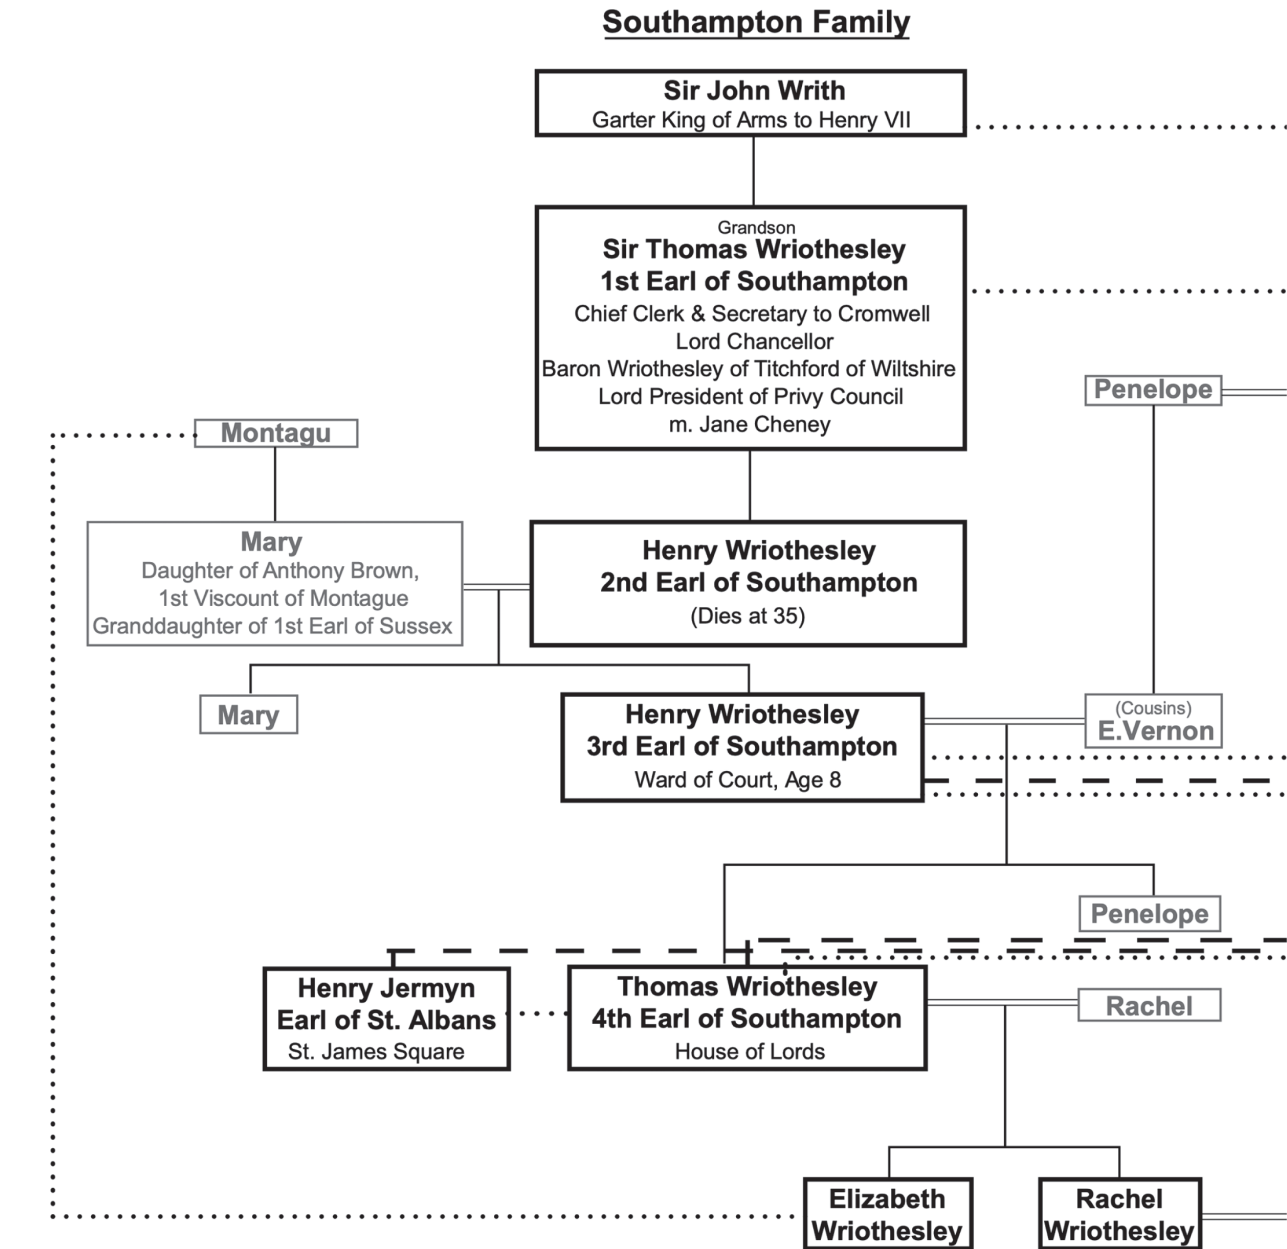 Southampton Family
Sir John Writh
Garter King of Arms to Henry VII
Grandson
Sir Thomas Wriothesley
1st Earl of Southampton
Chief Clerk & Secretary to Cromwell
Lord Chancellor
Baron Wriothesley of Titchford of Wiltshire
Lord President of Privy Council
m. Jane Cheney
Penelope
Montagu
Mary
Daughter of Anthony Brown,
1st Viscount of Montague
Granddaughter of 1st Earl of Sussex
Henry Wriothesley
2nd Earl of Southampton
(Dies at 35)
Mary
Henry Wriothesley
3rd Earl of Southampton
Ward of Court, Age 8
(Cousins)
E.Vernon
Penelope
Henry Jermyn
Earl of St. Albans
St. James Square
Thomas Wriothesley
4th Earl of Southampton
House of Lords
Rachel
Elizabeth
Wriothesley
Rachel
Wriothesley